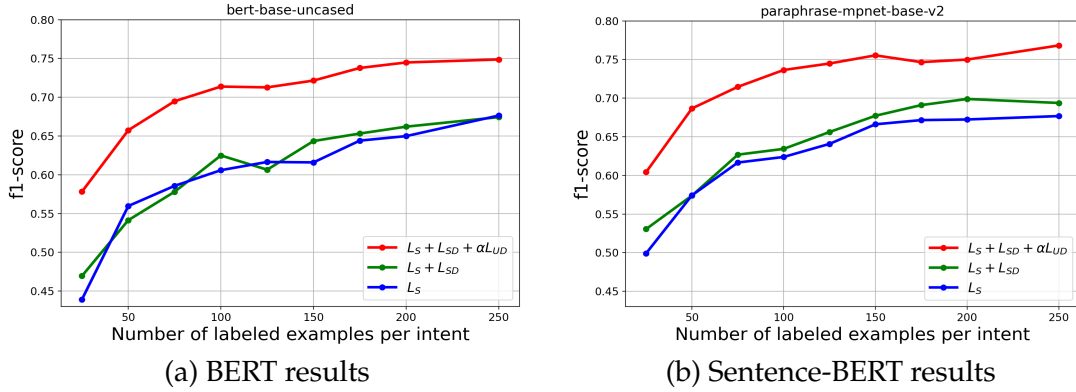 bert-base-uncased
0.80
0.75
0.70
0.65
0.60
0.55
0.50
0.45
f1-score
50 100 150 200 250
Number of labeled examples per intent
L_S + L_SD + αL_UD
L_S + L_SD
L_S
(a) BERT results
paraphrase-mpnet-base-v2
0.80
0.75
0.70
0.65
0.60
0.55
0.50
0.45
f1-score
50 100 150 200 250
Number of labeled examples per intent
L_S + L_SD + αL_UD
L_S + L_SD
L_S
(b) Sentence-BERT results